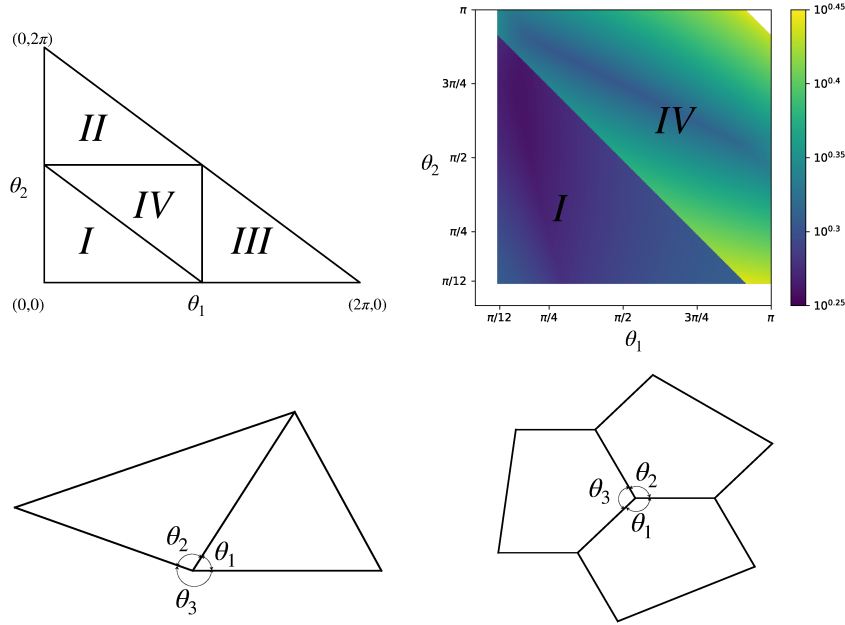 (0,2π)
II
θ2
IV
I
III
(0,0)
θ1
(2π,0)
π
3π/4
π/2
π/4
π/12
θ2
IV
I
π/12
π/4
π/2
3π/4
π
θ1
10^0.45
10^0.4
10^0.35
10^0.3
10^0.25
θ2
θ1
θ3
θ3
θ2
θ1